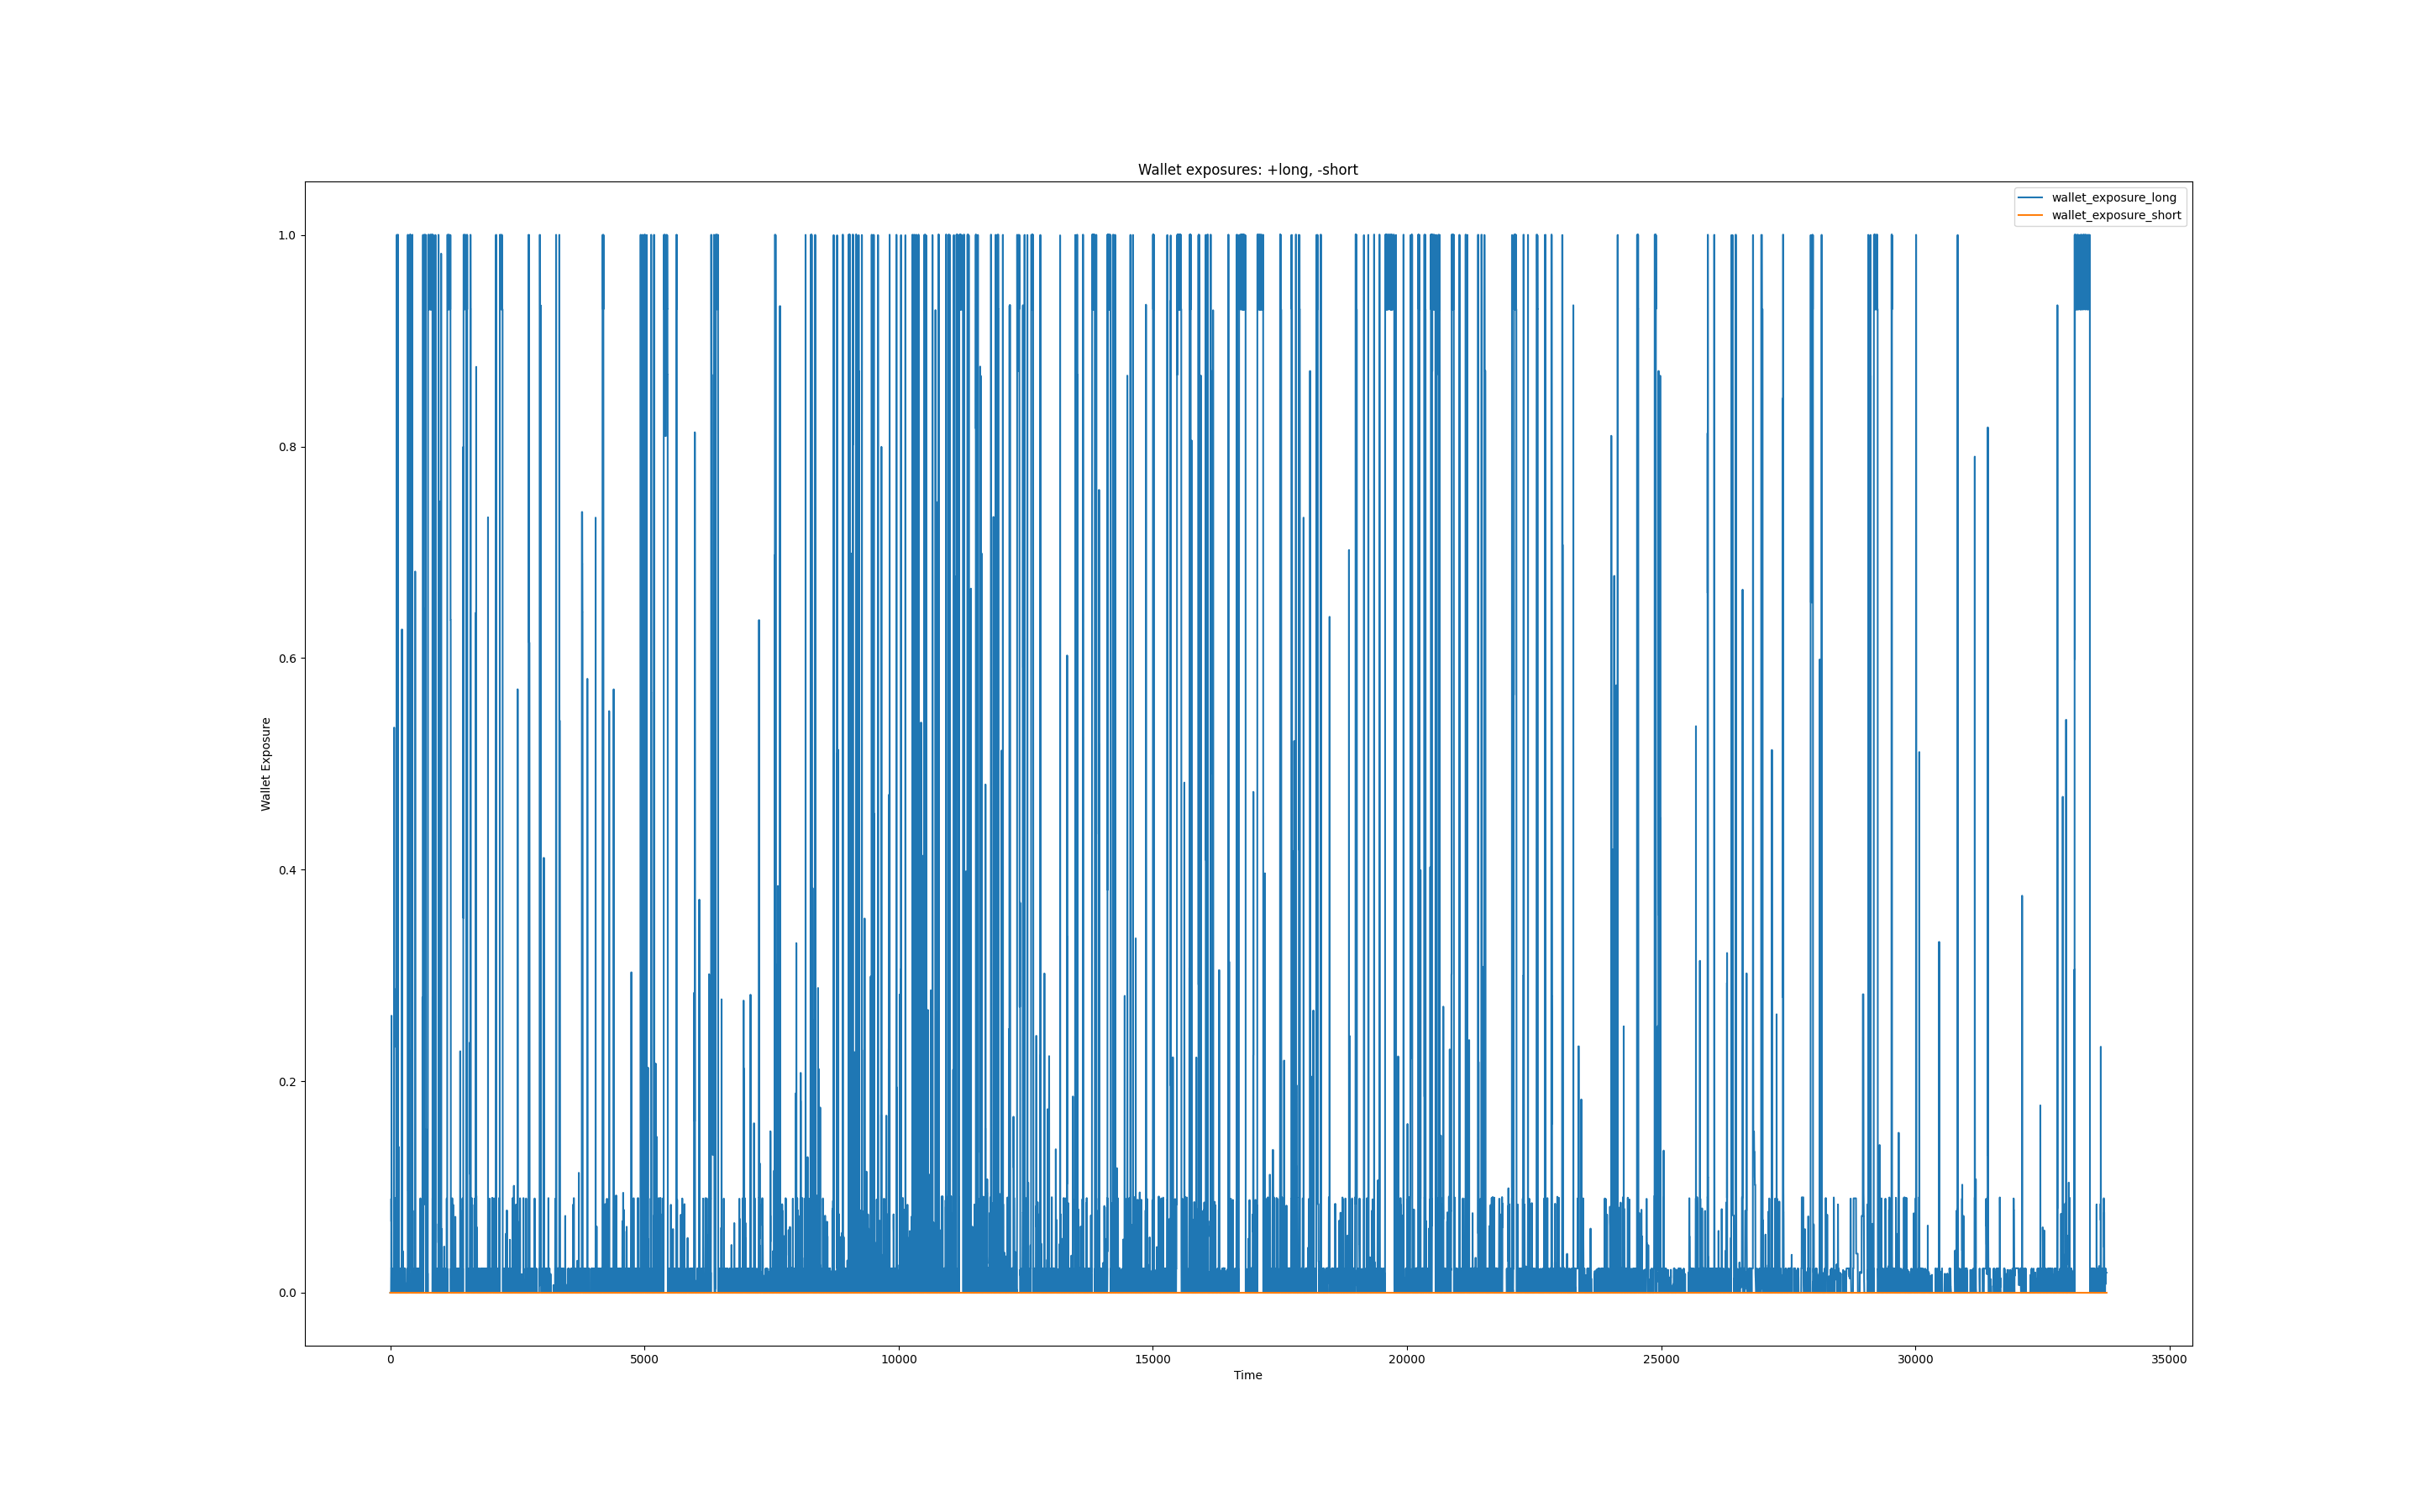 Wallet exposures: +long, -short
wallet_exposure_long
wallet_exposure_short
1.0
0.8
0.6
0.4
0.2
0.0
Wallet Exposure
0 5000 10000 15000 20000 25000 30000 35000
Time